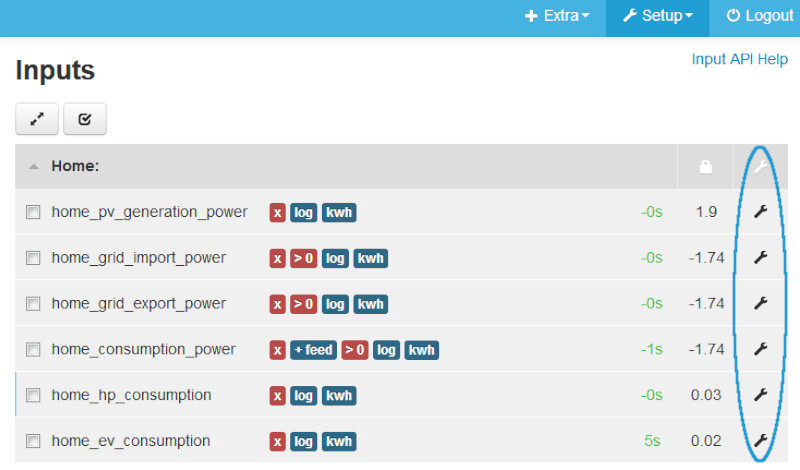 Extra Setup Logout
Inputs Input API Help
Home:
home_pv_generation_power x log kwh -0s 1.9
home_grid_import_power x > 0 log kwh -0s -1.74
home_grid_export_power x > 0 log kwh -0s -1.74
home_consumption_power x + feed > 0 log kwh -1s -1.74
home_hp_consumption x log kwh -0s 0.03
home_ev_consumption x log kwh 5s 0.02